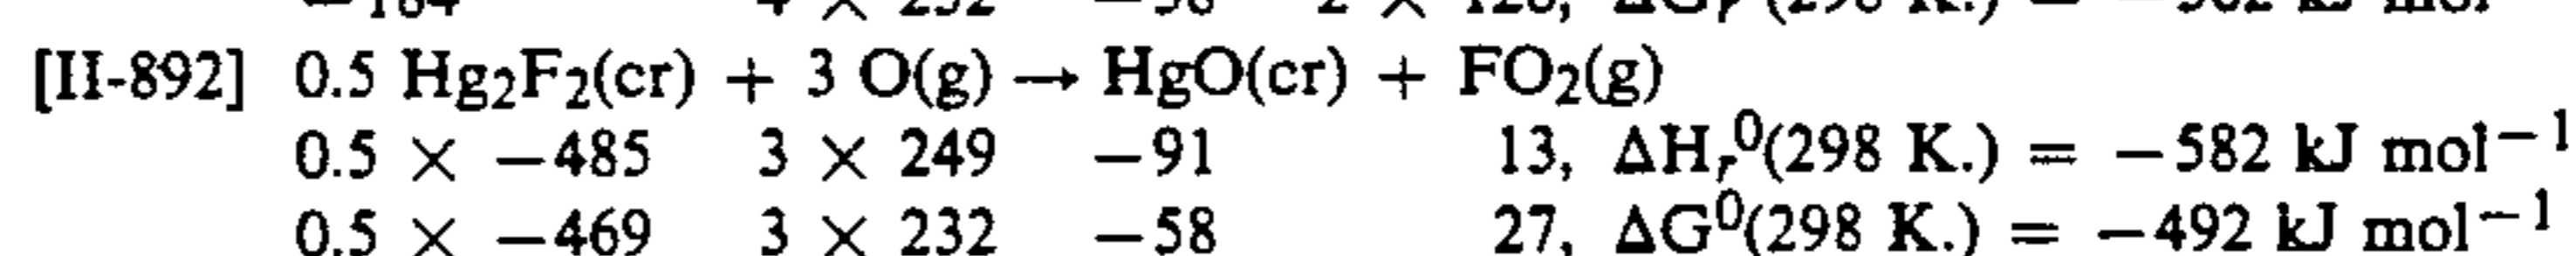 [II-892] 0.5 Hg₂F₂(cr) + 3 O(g) → HgO(cr) + FO₂(g)
0.5 × −485 3 × 249 −91 13, ΔHᵣ⁰(298 K.) = −582 kJ mol⁻¹
0.5 × −469 3 × 232 −58 27, ΔG⁰(298 K.) = −492 kJ mol⁻¹